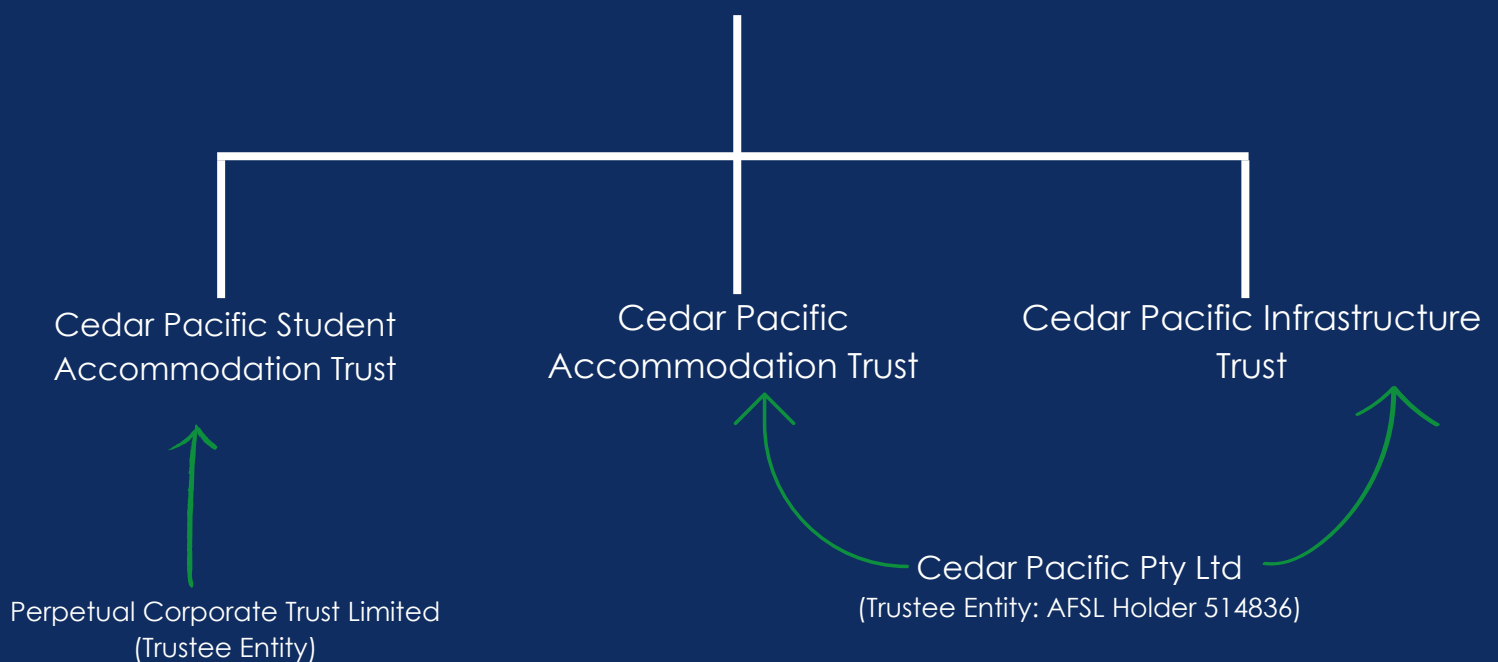 Cedar Pacific Student
Accommodation Trust
Cedar Pacific
Accommodation Trust
Cedar Pacific Infrastructure
Trust
Perpetual Corporate Trust Limited
(Trustee Entity)
Cedar Pacific Pty Ltd
(Trustee Entity: AFSL Holder 514836)